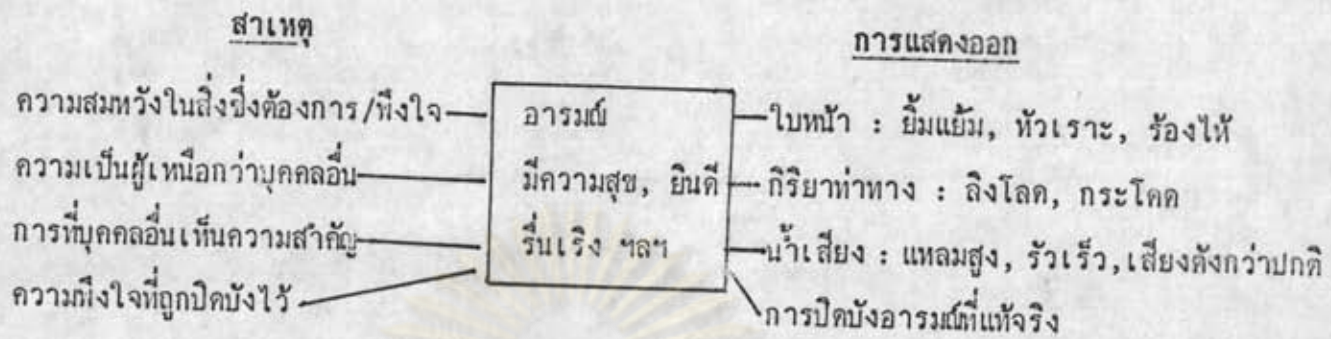 สาเหตุ
การแสดงออก
ความสมหวังในสิ่งซึ่งต้องการ/พึงใจ
อารมณ์
ใบหน้า : ยิ้มแย้ม, หัวเราะ, ร้องไห้
ความเป็นผู้เหนือกว่าบุคคลอื่น
มีความสุข, ยินดี
กิริยาท่าทาง : ลิงโลด, กระโดด
การที่บุคคลอื่นเห็นความสำคัญ
รื่นเริง ฯลฯ
น้ำเสียง : แหลมสูง, รัวเร็ว,เสียงดังกว่าปกติ
ความพึงใจที่ถูกปิดบังไว้
การปิดบังอารมณ์ที่แท้จริง